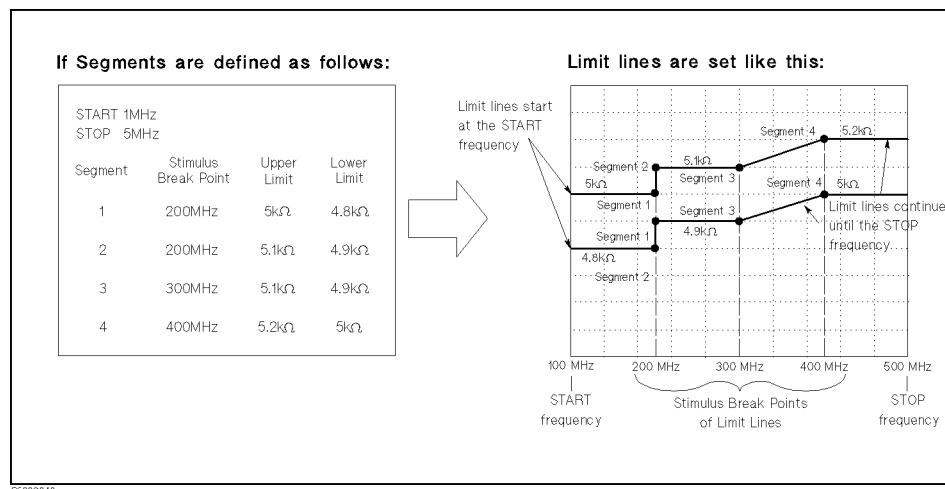 If Segments are defined as follows:
START 1MHz
STOP 5MHz
Segment Stimulus Break Point Upper Limit Lower Limit
1 200MHz 5kΩ 4.8kΩ
2 200MHz 5.1kΩ 4.9kΩ
3 300MHz 5.1kΩ 4.9kΩ
4 400MHz 5.2kΩ 5kΩ
Limit lines are set like this:
Limit lines start
at the START
frequency
Segment 4 5.2kΩ
Segment 2 5.1kΩ
Segment 3
5kΩ
Segment 4 5kΩ
Segment 1
Segment 3
Limit lines continue
until the STOP
frequency.
4.9kΩ
Segment 1
4.8kΩ
Segment 2
100 MHz 200 MHz 300 MHz 400 MHz 500 MHz
START
frequency
Stimulus Break Points
of Limit Lines
STOP
frequency